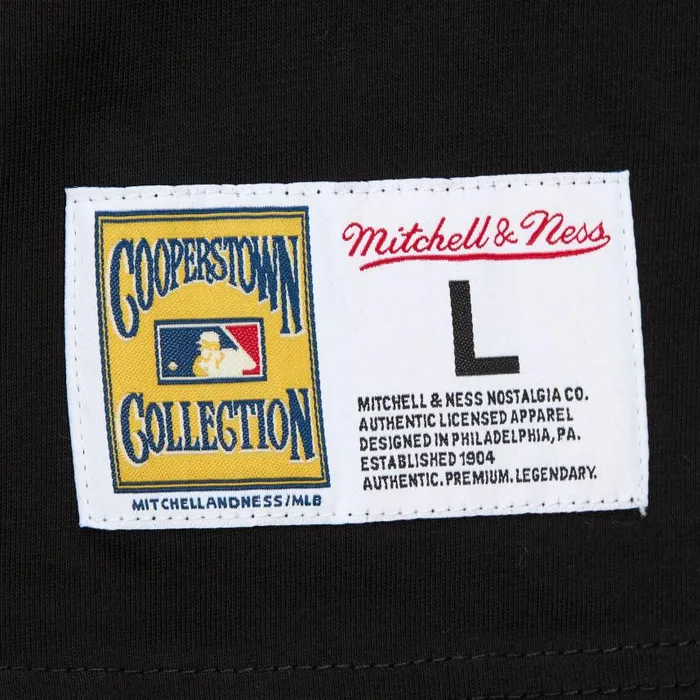 COOPERSTOWN
COLLECTION
MITCHELLANDNESS/MLB
Mitchell & Ness
L
MITCHELL & NESS NOSTALGIA CO.
AUTHENTIC LICENSED APPAREL
DESIGNED IN PHILADELPHIA, PA.
ESTABLISHED 1904
AUTHENTIC.PREMIUM.LEGENDARY.